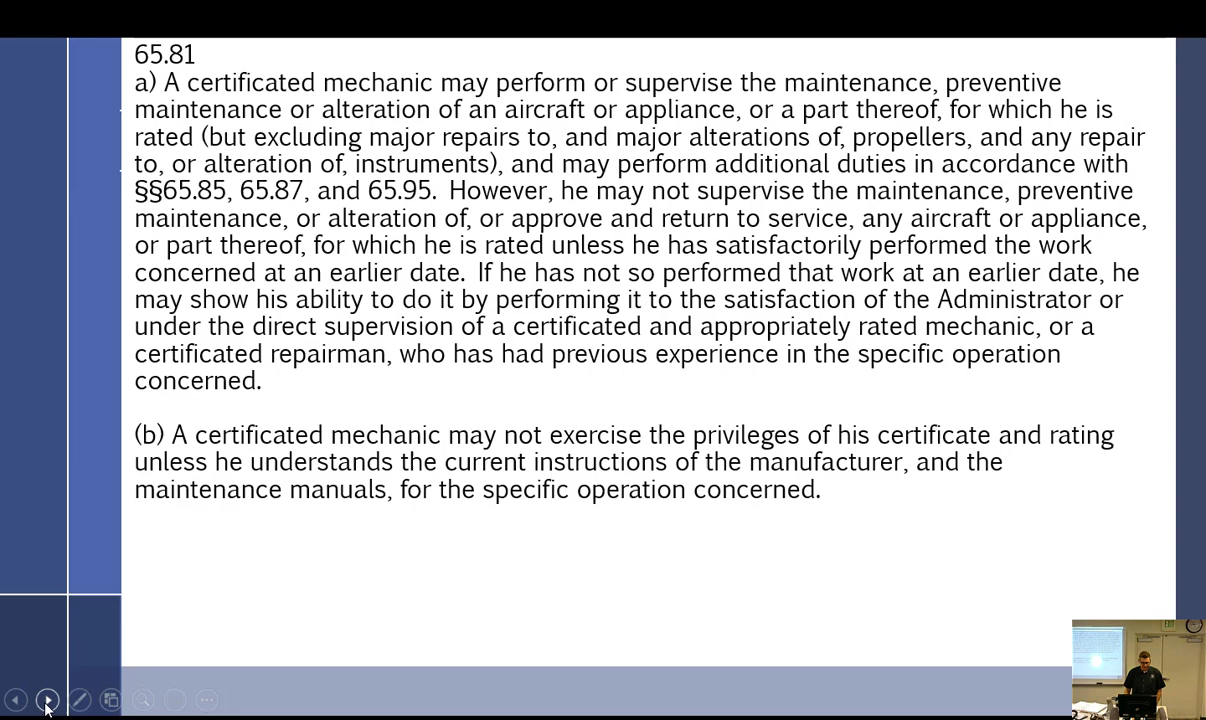 65.81
a) A certificated mechanic may perform or supervise the maintenance, preventive
maintenance or alteration of an aircraft or appliance, or a part thereof, for which he is
rated (but excluding major repairs to, and major alterations of, propellers, and any repair
to, or alteration of, instruments), and may perform additional duties in accordance with
§§65.85, 65.87, and 65.95. However, he may not supervise the maintenance, preventive
maintenance, or alteration of, or approve and return to service, any aircraft or appliance,
or part thereof, for which he is rated unless he has satisfactorily performed the work
concerned at an earlier date. If he has not so performed that work at an earlier date, he
may show his ability to do it by performing it to the satisfaction of the Administrator or
under the direct supervision of a certificated and appropriately rated mechanic, or a
certificated repairman, who has had previous experience in the specific operation
concerned.
(b) A certificated mechanic may not exercise the privileges of his certificate and rating
unless he understands the current instructions of the manufacturer, and the
maintenance manuals, for the specific operation concerned.